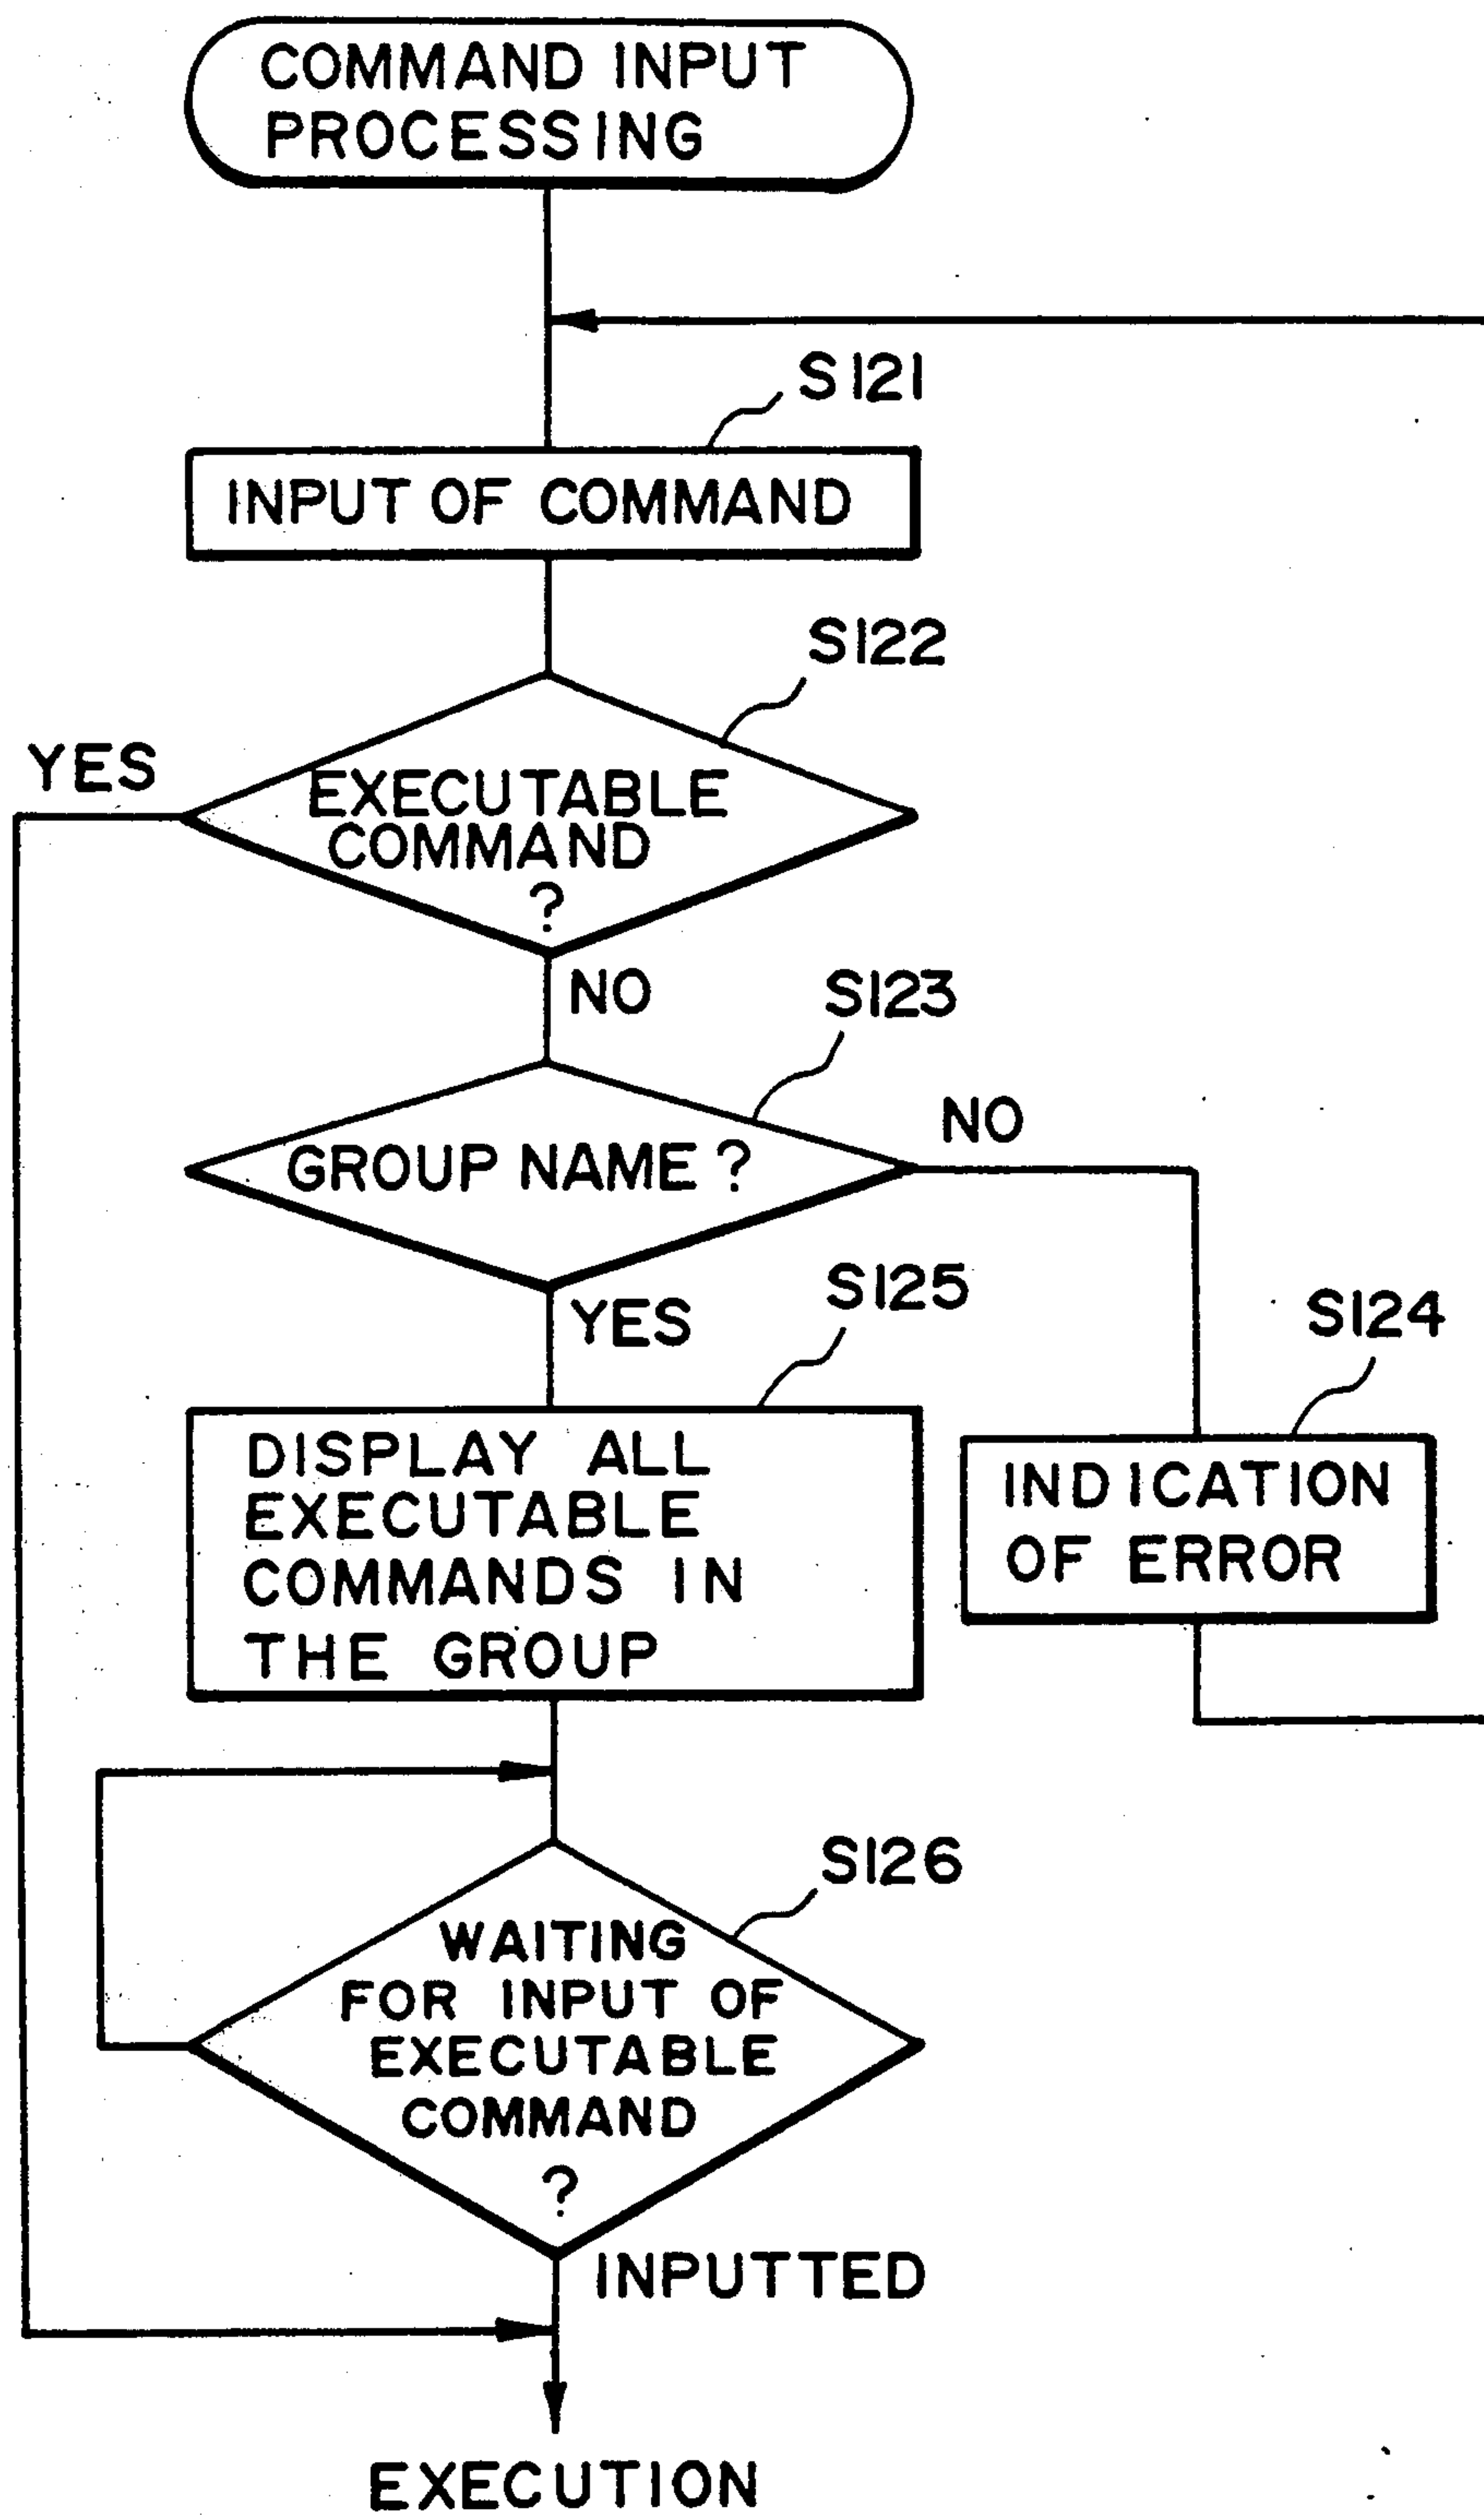 COMMAND INPUT
PROCESSING
S121
INPUT OF COMMAND
S122
YES
EXECUTABLE
COMMAND
?
NO
S123
NO
GROUP NAME ?
S125
YES
S124
DISPLAY ALL
EXECUTABLE
COMMANDS IN
THE GROUP
INDICATION
OF ERROR
S126
WAITING
FOR INPUT OF
EXECUTABLE
COMMAND
?
INPUTTED
EXECUTION